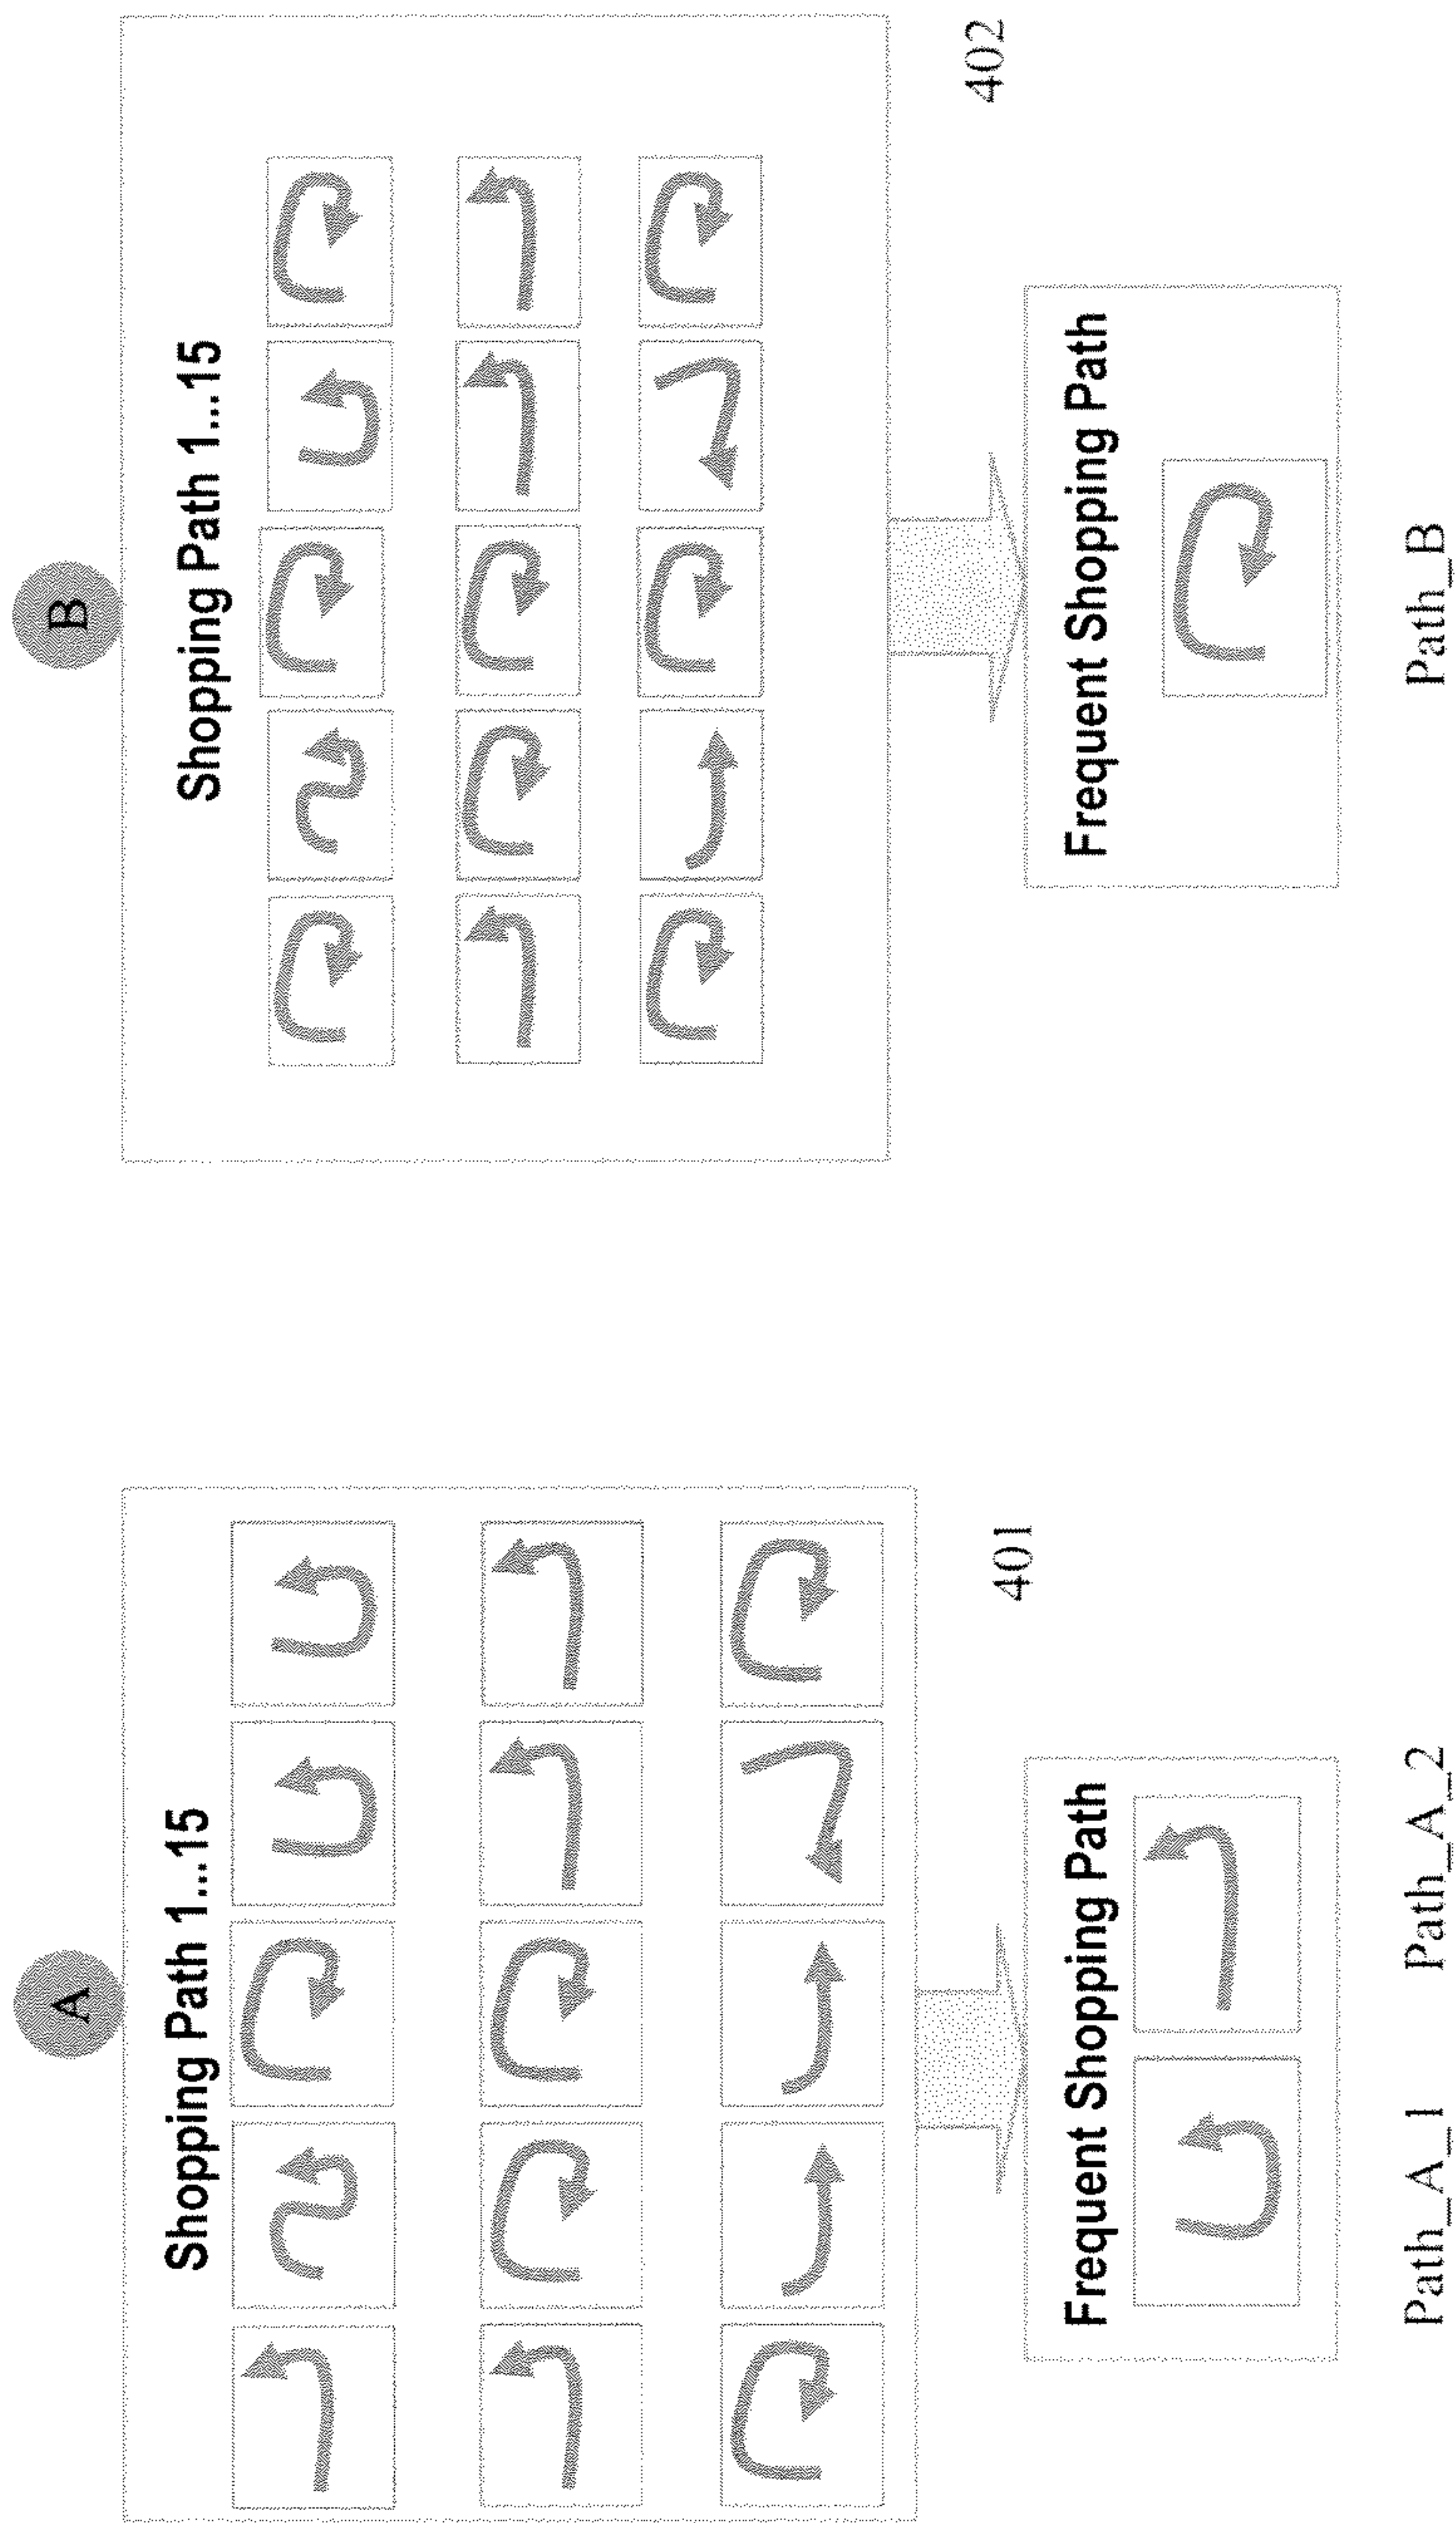 A
Shopping Path 1...15
401
Frequent Shopping Path
Path_A_1
Path_A_2
B
Shopping Path 1...15
402
Frequent Shopping Path
Path_B